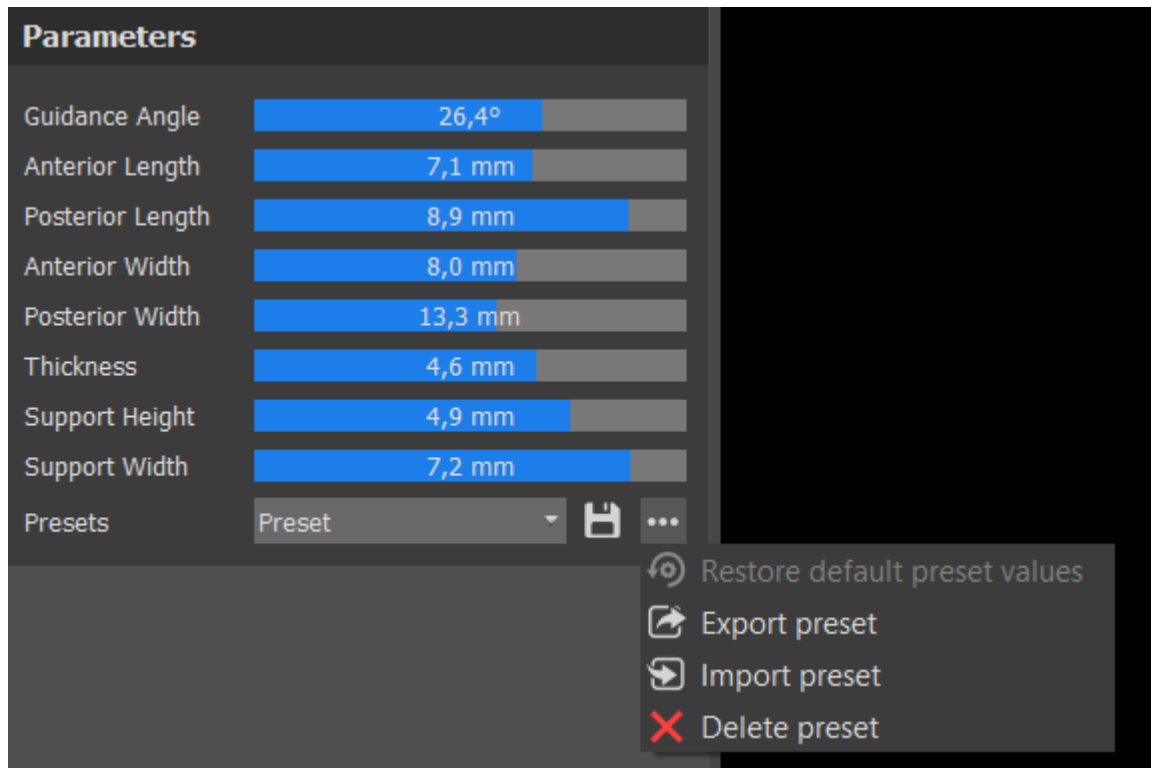 Parameters
Guidance Angle 26,4º
Anterior Length 7,1 mm
Posterior Length 8,9 mm
Anterior Width 8,0 mm
Posterior Width 13,3 mm
Thickness 4,6 mm
Support Height 4,9 mm
Support Width 7,2 mm
Presets Preset
Restore default preset values
Export preset
Import preset
Delete preset